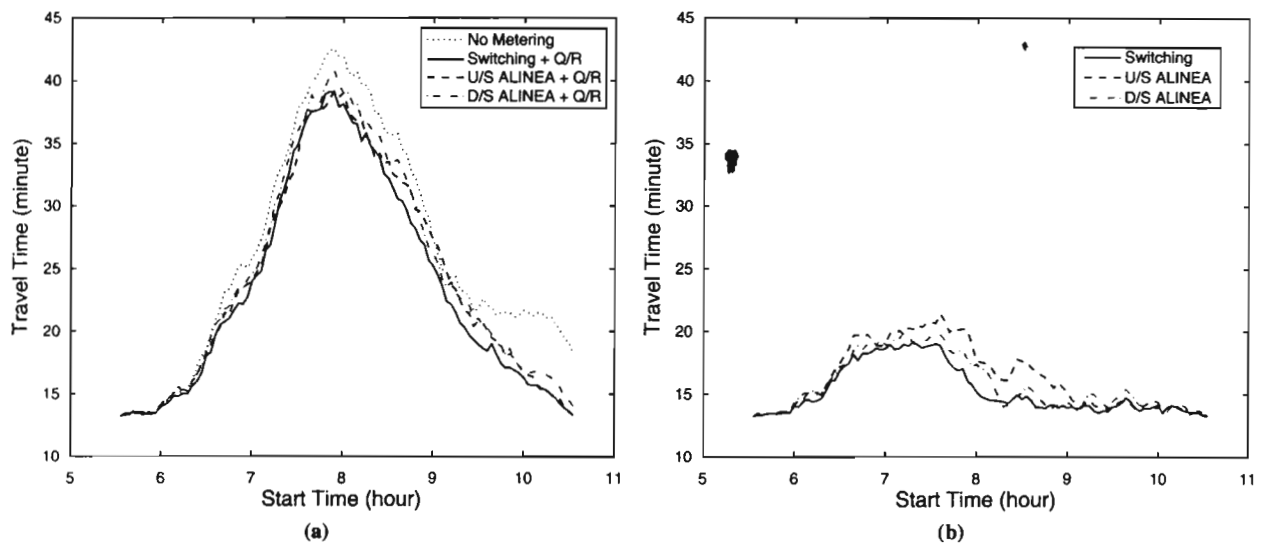 45
40
35
30
25
20
15
10
Travel Time (minute)
5 6 7 8 9 10 11
Start Time (hour)
No Metering
Switching + Q/R
U/S ALINEA + Q/R
D/S ALINEA + Q/R
(a)
45
40
35
30
25
20
15
10
Travel Time (minute)
5 6 7 8 9 10 11
Start Time (hour)
Switching
U/S ALINEA
D/S ALINEA
(b)